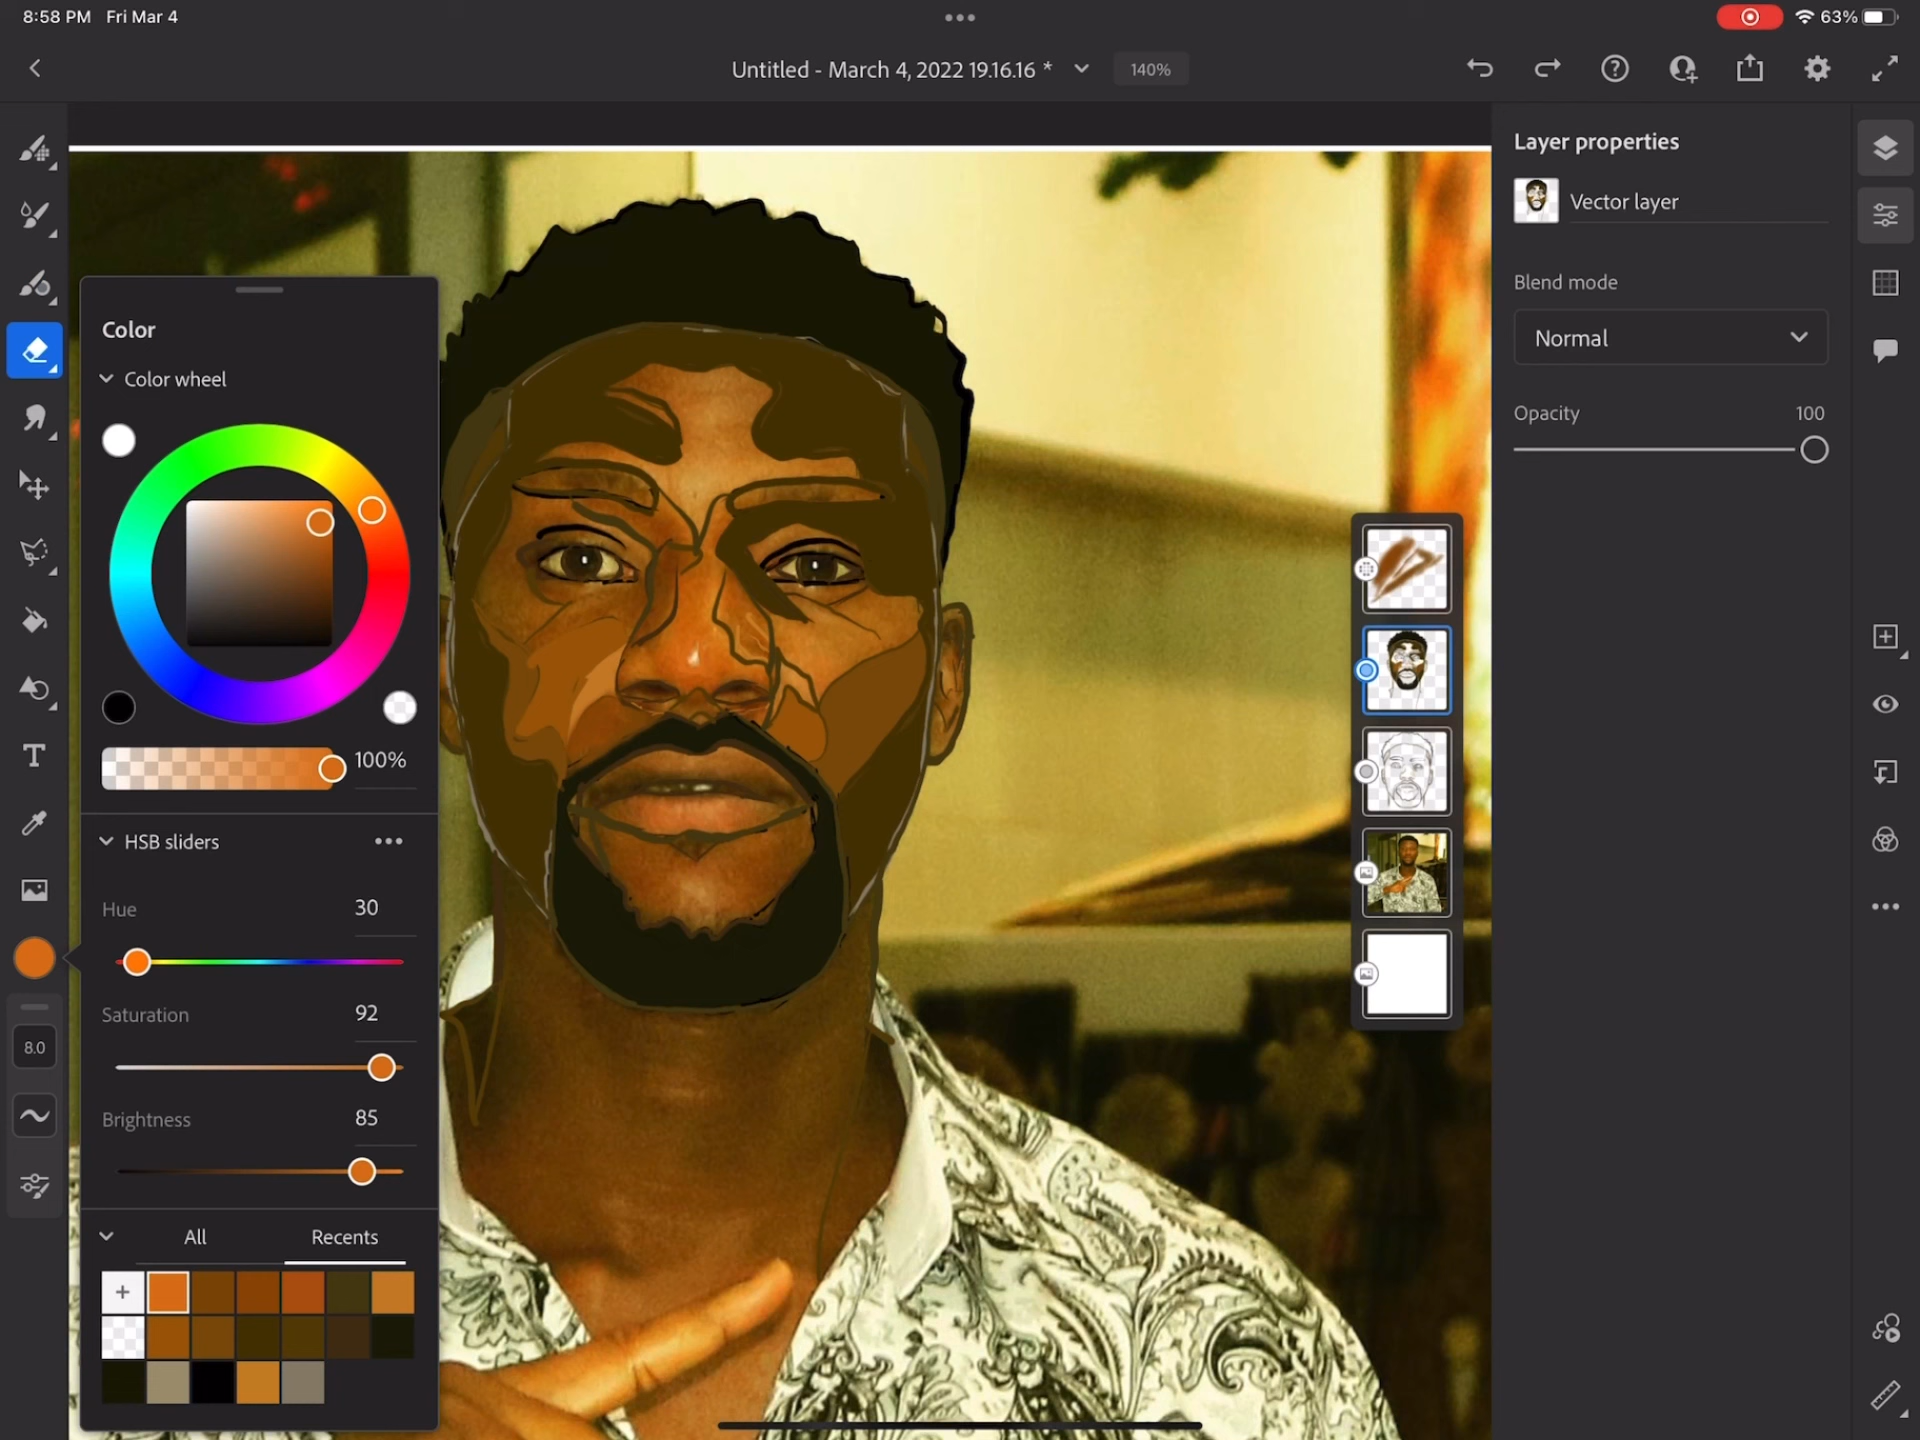 8:58 PM Fri Mar 4
63%
Untitled - March 4, 2022 19.16.16 *
140%
Layer properties
Vector layer
Blend mode
Normal
Opacity 100
Color
Color wheel
100%
HSB sliders
Hue 30
Saturation 92
8.0
Brightness 85
All Recents